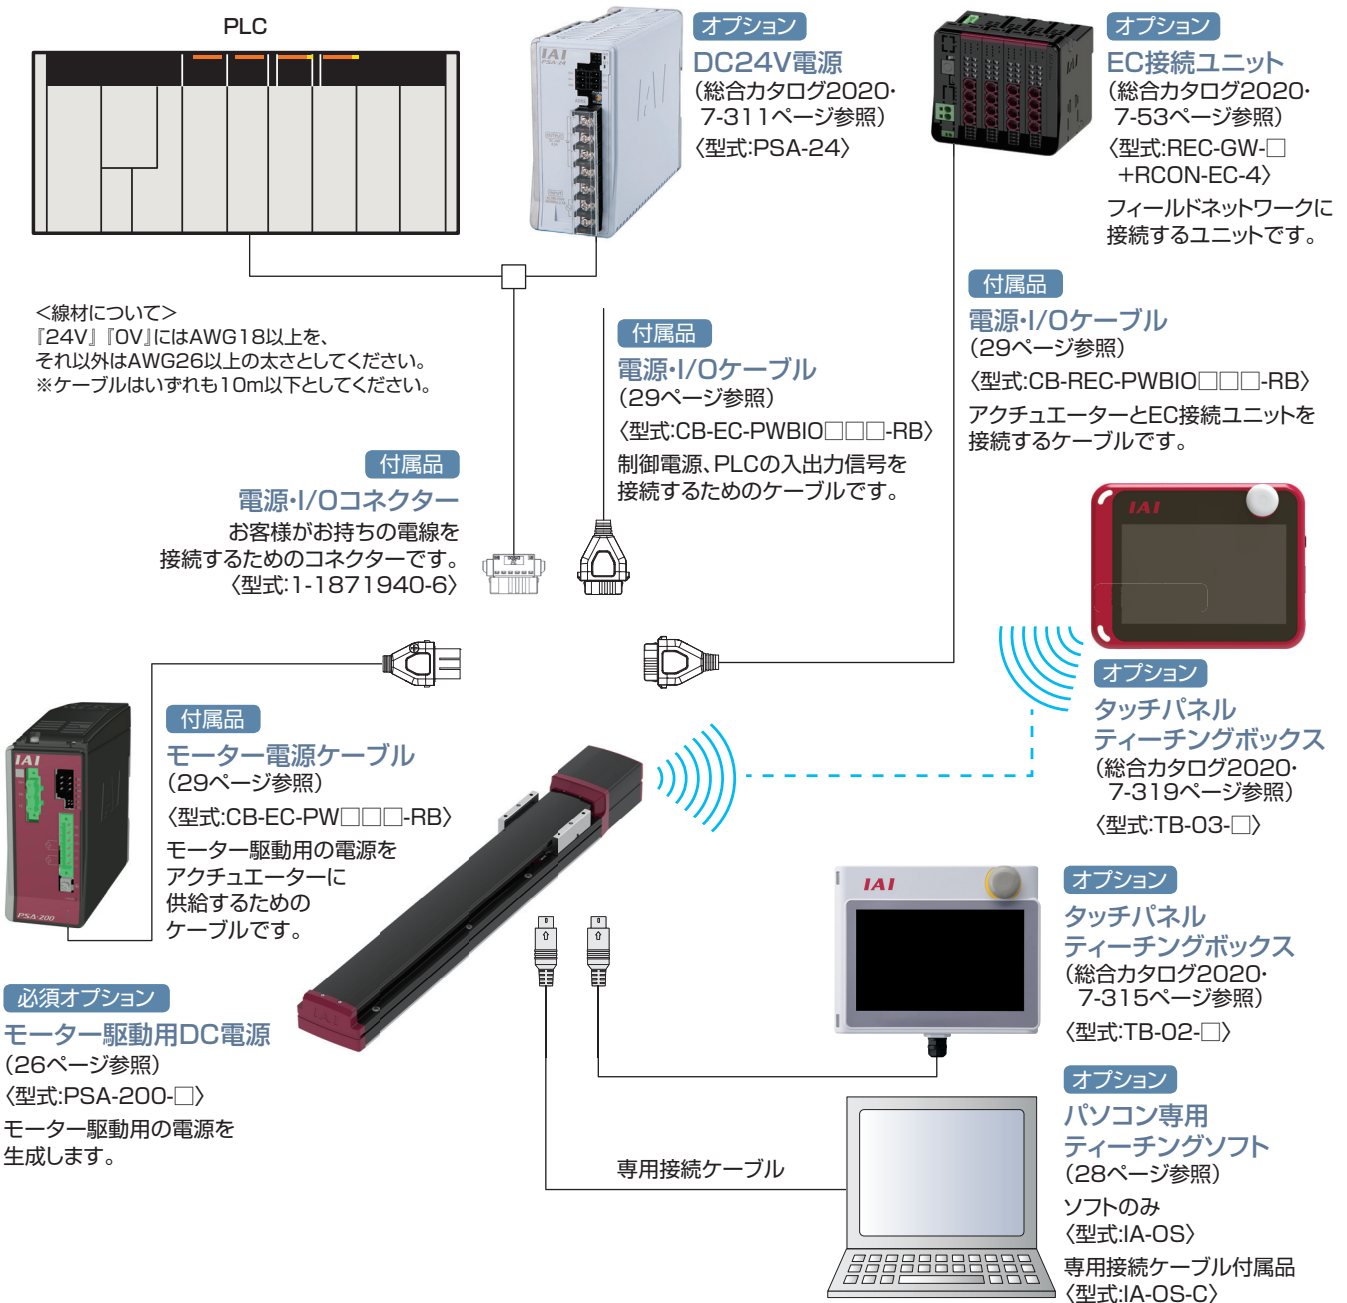 PLC
IAI
PSA-24
オプション
DC24V電源
(総合カタログ2020・
7-311ページ参照)
〈型式:PSA-24〉
オプション
EC接続ユニット
(総合カタログ2020・
7-53ページ参照)
〈型式:REC-GW-□
+RCON-EC-4〉
フィールドネットワークに
接続するユニットです。
<線材について>
『24V』『0V』にはAWG18以上を、
それ以外はAWG26以上の太さとしてください。
※ケーブルはいずれも10m以下としてください。
付属品
電源・I/Oケーブル
(29ページ参照)
〈型式:CB-EC-PWBIO□□□-RB〉
制御電源、PLCの入出力信号を
接続するためのケーブルです。
付属品
電源・I/Oケーブル
(29ページ参照)
〈型式:CB-REC-PWBIO□□□-RB〉
アクチュエーターとEC接続ユニットを
接続するケーブルです。
付属品
電源・I/Oコネクター
お客様がお持ちの電線を
接続するためのコネクターです。
〈型式:1-1871940-6〉
IAI
オプション
タッチパネル
ティーチングボックス
(総合カタログ2020・
7-319ページ参照)
〈型式:TB-03-□〉
IAI
PSA-200
付属品
モーター電源ケーブル
(29ページ参照)
〈型式:CB-EC-PW□□□-RB〉
モーター駆動用の電源を
アクチュエーターに
供給するための
ケーブルです。
IAI
IAI
オプション
タッチパネル
ティーチングボックス
(総合カタログ2020・
7-315ページ参照)
〈型式:TB-02-□〉
必須オプション
モーター駆動用DC電源
(26ページ参照)
〈型式:PSA-200-□〉
モーター駆動用の電源を
生成します。
専用接続ケーブル
オプション
パソコン専用
ティーチングソフト
(28ページ参照)
ソフトのみ
〈型式:IA-OS〉
専用接続ケーブル付属品
〈型式:IA-OS-C〉